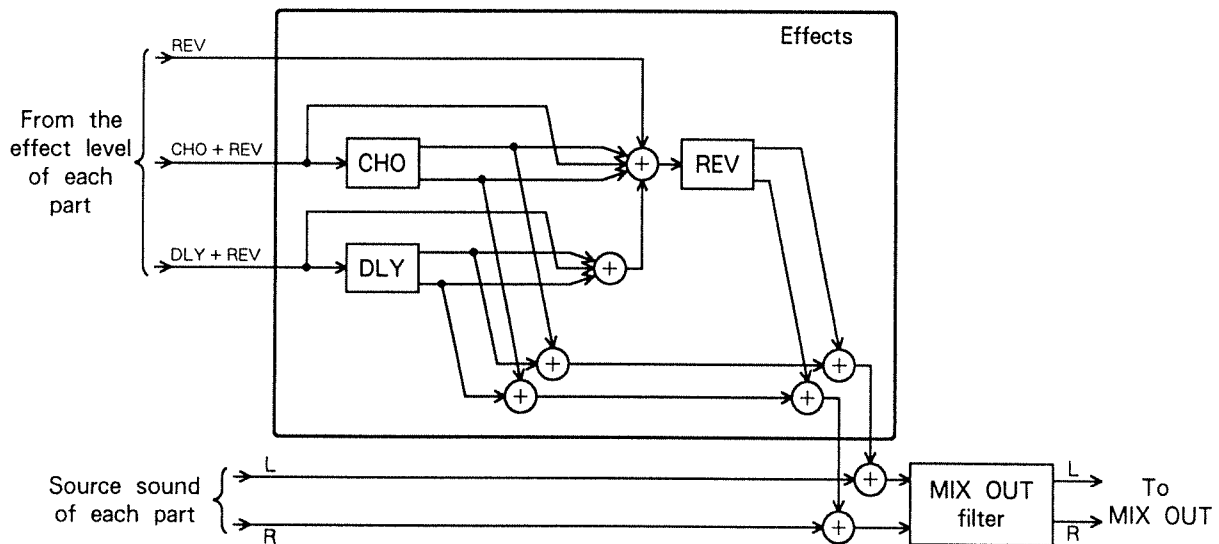 Effects
REV
From the
effect level
of each
part
CHO + REV
CHO
+
REV
DLY + REV
DLY
+
+
+
+
+
Source sound
of each part
L
R
+
+
MIX OUT
filter
L
R
To
MIX OUT